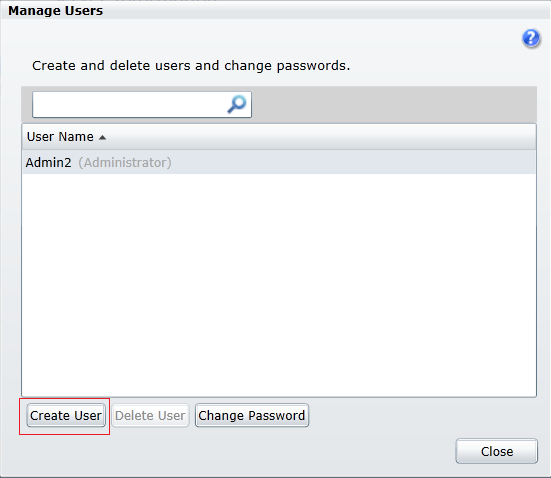 Manage Users
?
Create and delete users and change passwords.
User Name
Admin2 (Administrator)
Create User Delete User Change Password
Close